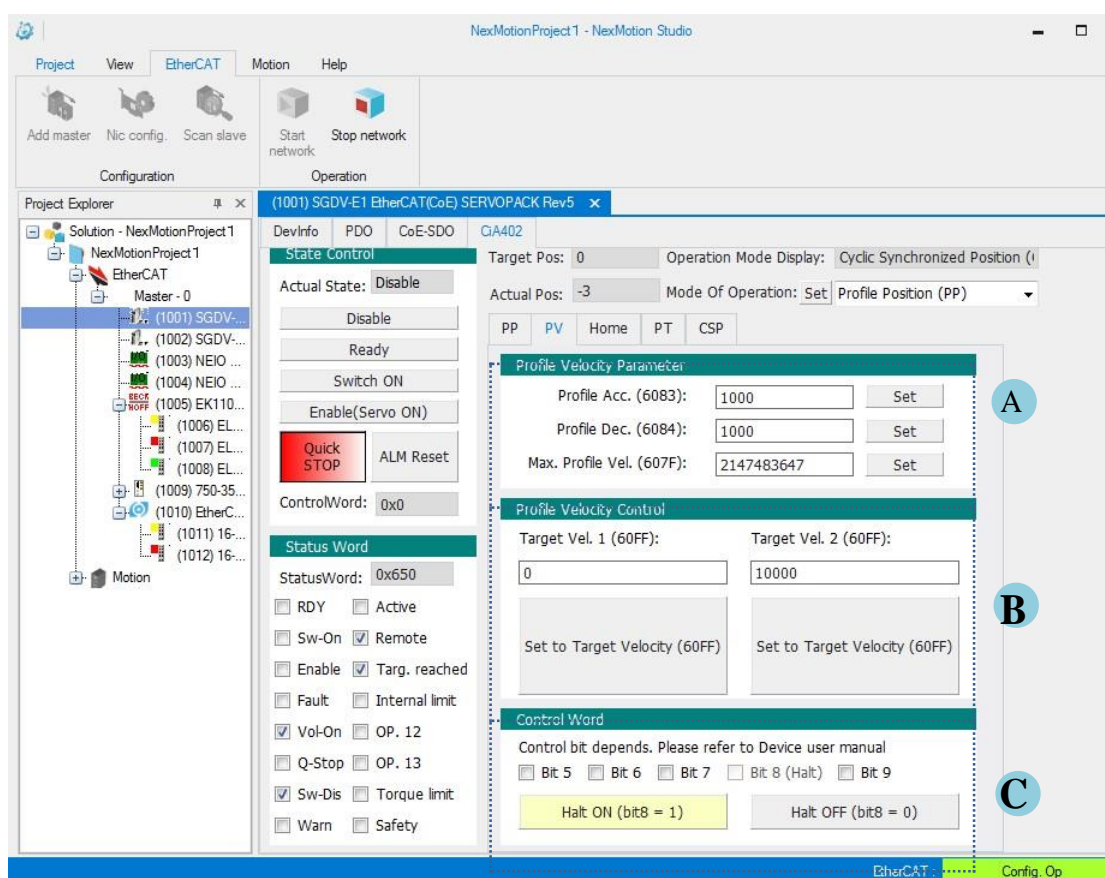 NexMotionProject1 - NexMotion Studio
Project View EtherCAT Motion Help
Add master Nic config. Scan slave Start network Stop network
Configuration Operation
Project Explorer
Solution - NexMotionProject1
NexMotionProject1
EtherCAT
Master - 0
(1001) SGDV-...
(1002) SGDV-...
(1003) NEIO ...
(1004) NEIO ...
BECK HOFF (1005) EK110...
(1006) EL...
(1007) EL...
(1008) EL...
(1009) 750-35...
(1010) EtherC...
(1011) 16-...
(1012) 16-...
Motion
(1001) SGDV-E1 EtherCAT(CoE) SERVOPACK Rev5
DevInfo PDO CoE-SDO CiA402
State Control
Actual State: Disable
Disable
Ready
Switch ON
Enable(Servo ON)
Quick STOP ALM Reset
ControlWord: 0x0
Status Word
StatusWord: 0x650
RDY Active
Sw-On Remote
Enable Targ. reached
Fault Internal limit
Vol-On OP. 12
Q-Stop OP. 13
Sw-Dis Torque limit
Warn Safety
Target Pos: 0 Operation Mode Display: Cyclic Synchronized Position (
Actual Pos: -3 Mode Of Operation: Set Profile Position (PP)
PP PV Home PT CSP
Profile Velocity Parameter
Profile Acc. (6083): 1000 Set
Profile Dec. (6084): 1000 Set
Max. Profile Vel. (607F): 2147483647 Set
A
Profile Velocity Control
Target Vel. 1 (60FF): Target Vel. 2 (60FF):
0 10000
Set to Target Velocity (60FF) Set to Target Velocity (60FF)
B
Control Word
Control bit depends. Please refer to Device user manual
Bit 5 Bit 6 Bit 7 Bit 8 (Halt) Bit 9
Halt ON (bit8 = 1) Halt OFF (bit8 = 0)
C
EtherCAT : Config. Op